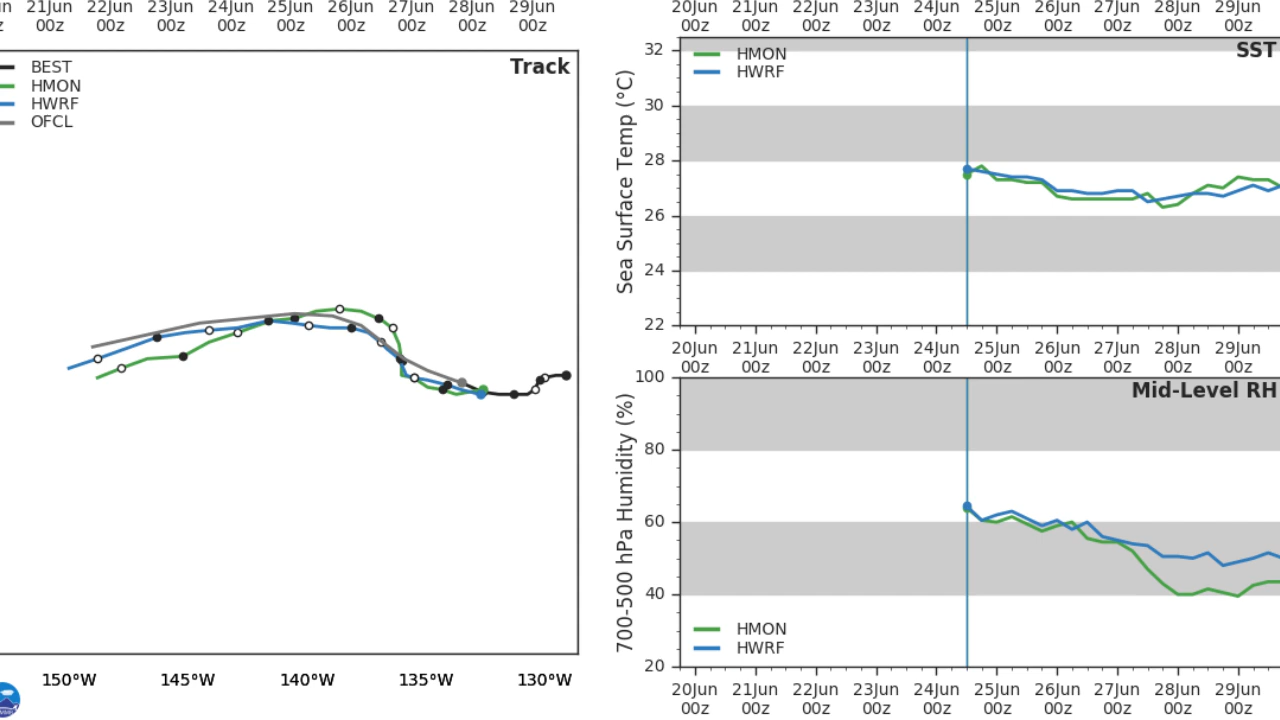 un 21Jun 22Jun 23Jun 24Jun 25Jun 26Jun 27Jun 28Jun 29Jun
z 00z 00z 00z 00z 00z 00z 00z 00z 00z
BEST
HMON
HWRF
OFCL
Track
150°W 145°W 140°W 135°W 130°W
20Jun 21Jun 22Jun 23Jun 24Jun 25Jun 26Jun 27Jun 28Jun 29Jun
00z 00z 00z 00z 00z 00z 00z 00z 00z 00z
HMON
HWRF
SST
Sea Surface Temp (°C)
32
30
28
26
24
22
20Jun 21Jun 22Jun 23Jun 24Jun 25Jun 26Jun 27Jun 28Jun 29Jun
00z 00z 00z 00z 00z 00z 00z 00z 00z 00z
Mid-Level RH
700-500 hPa Humidity (%)
100
80
60
40
20
HMON
HWRF
20Jun 21Jun 22Jun 23Jun 24Jun 25Jun 26Jun 27Jun 28Jun 29Jun
00z 00z 00z 00z 00z 00z 00z 00z 00z 00z